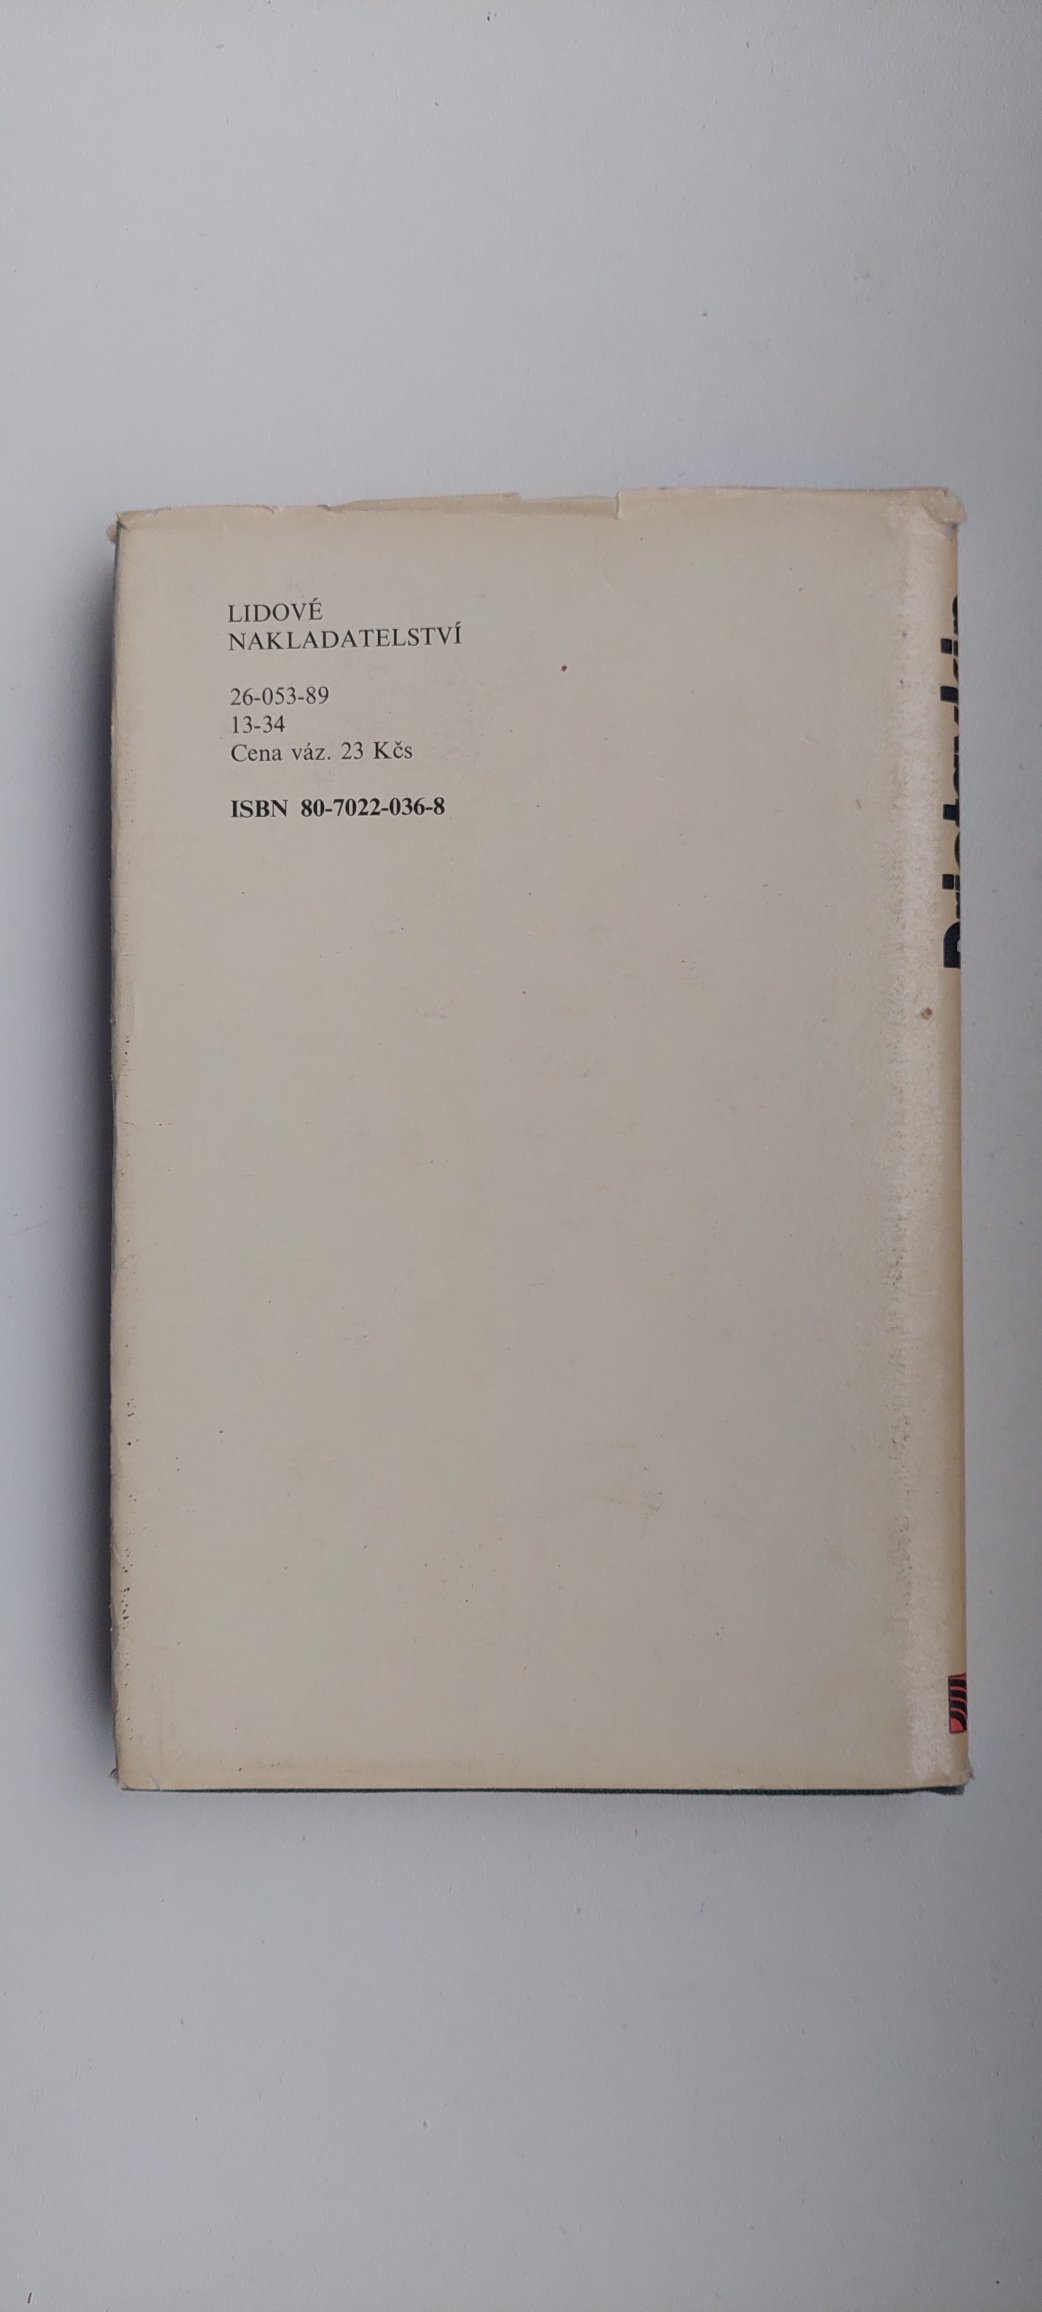 LIDOVÉ
NAKLADATELSTVÍ
26-053-89
13-34
Cena váz. 23 Kčs
ISBN 80-7022-036-8